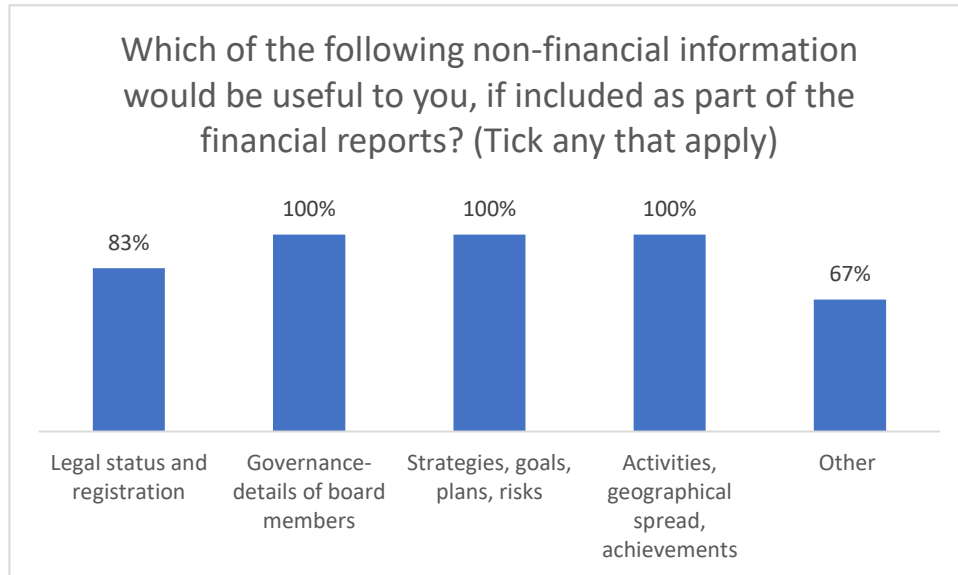 Which of the following non-financial information
would be useful to you, if included as part of the
financial reports? (Tick any that apply)
83%
100%
100%
100%
67%
Legal status and
registration
Governance-
details of board
members
Strategies, goals,
plans, risks
Activities,
geographical
spread,
achievements
Other